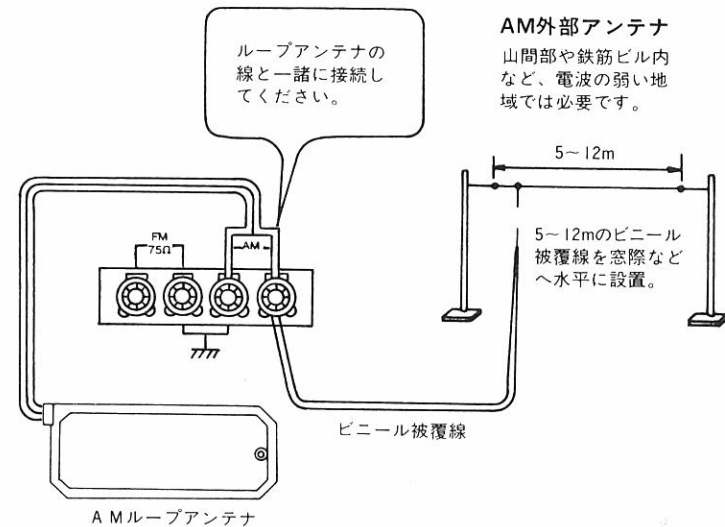 ループアンテナの
線と一諸に接続し
てください。
AM外部アンテナ
山間部や鉄筋ビル内
など、電波の弱い地
域では必要です。
5〜12m
5〜12mのビニール
被覆線を窓際など
へ水平に設置。
FM
75Ω
AM
ビニール被覆線
AMループアンテナ